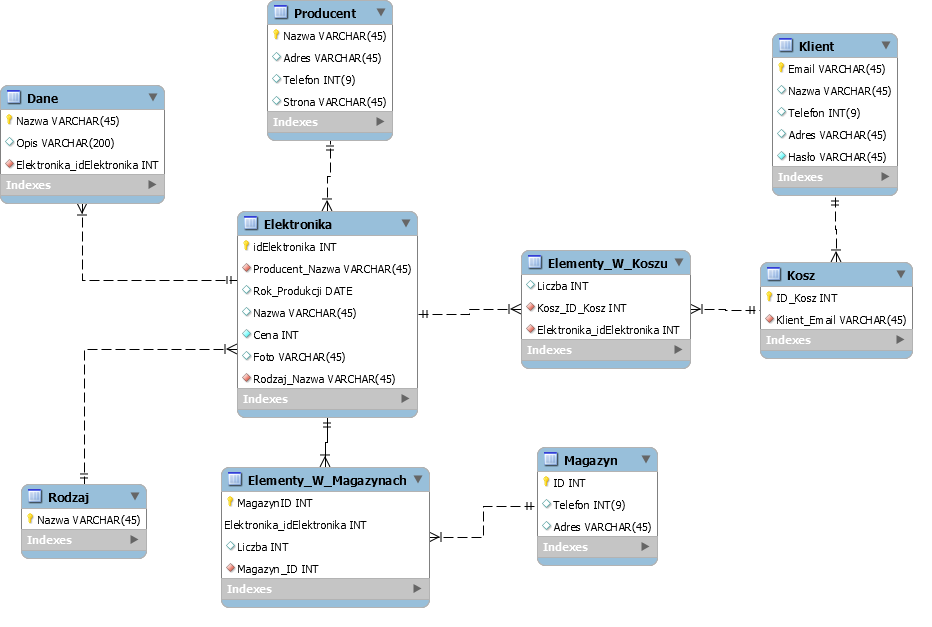 Producent
Nazwa VARCHAR(45)
Adres VARCHAR(45)
Telefon INT(9)
Strona VARCHAR(45)
Indexes
Klient
Email VARCHAR(45)
Nazwa VARCHAR(45)
Telefon INT(9)
Adres VARCHAR(45)
Hasło VARCHAR(45)
Indexes
Dane
Nazwa VARCHAR(45)
Opis VARCHAR(200)
Elektronika_idElektronika INT
Indexes
Elektronika
idElektronika INT
Producent_Nazwa VARCHAR(45)
Rok_Produkcji DATE
Nazwa VARCHAR(45)
Cena INT
Foto VARCHAR(45)
Rodzaj_Nazwa VARCHAR(45)
Indexes
Elementy_W_Koszu
Liczba INT
Kosz_ID_Kosz INT
Elektronika_idElektronika INT
Indexes
Kosz
ID_Kosz INT
Klient_Email VARCHAR(45)
Indexes
Rodzaj
Nazwa VARCHAR(45)
Indexes
Elementy_W_Magazynach
MagazynID INT
Elektronika_idElektronika INT
Liczba INT
Magazyn_ID INT
Indexes
Magazyn
ID INT
Telefon INT(9)
Adres VARCHAR(45)
Indexes